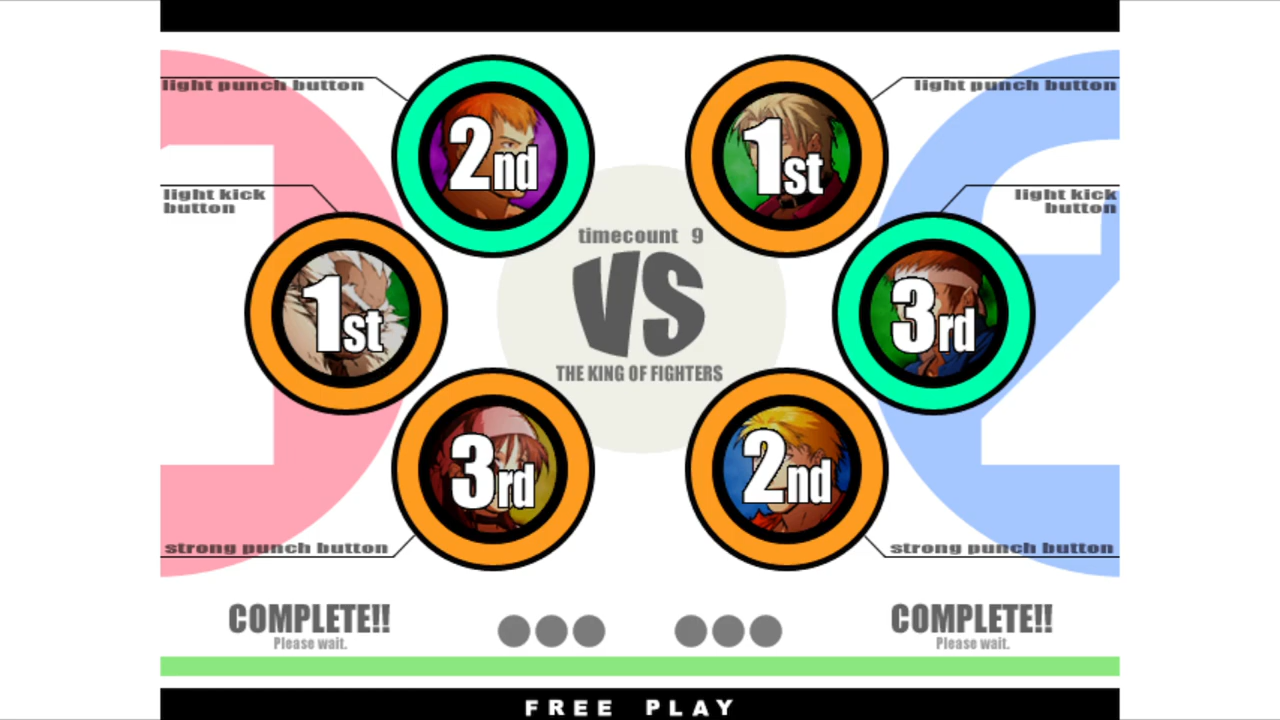 light punch button
light punch button
2nd
1st
light kick
button
light kick
button
timecount 9
VS
THE KING OF FIGHTERS
1st
3rd
3rd
2nd
strong punch button
strong punch button
COMPLETE!!
Please wait.
COMPLETE!!
Please wait.
FREE PLAY
1
2